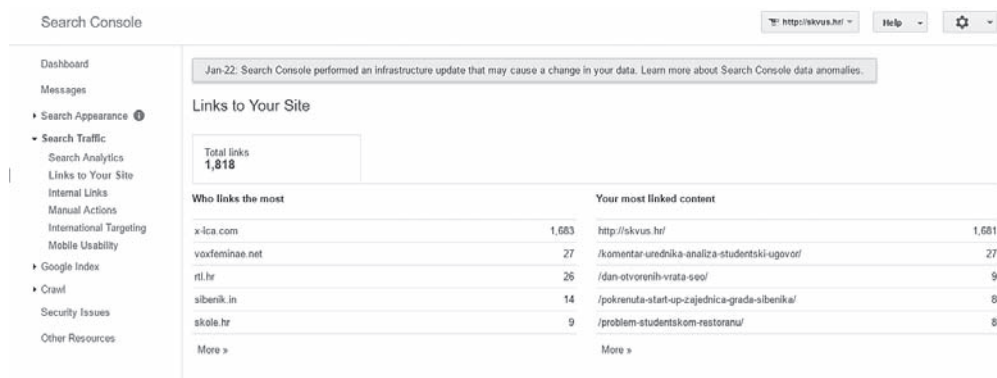 Search Console
http://skvus.hr/
Help
Dashboard
Messages
Search Appearance
Search Traffic
Search Analytics
Links to Your Site
Internal Links
Manual Actions
International Targeting
Mobile Usability
Google Index
Crawl
Security Issues
Other Resources
Jan-22: Search Console performed an infrastructure update that may cause a change in your data. Learn more about Search Console data anomalies.
Links to Your Site
Total links
1,818
Who links the most
x-lca.com 1,683
voxfeminae.net 27
rtl.hr 26
sibenik.in 14
skole.hr 9
More »
Your most linked content
http://skvus.hr/ 1,681
/komentar-urednika-analiza-studentski-ugovor/ 27
/dan-otvorenih-vrata-seo/ 9
/pokrenuta-start-up-zajednica-grada-sibenika/ 8
/problem-studentskom-restoranu/ 8
More »